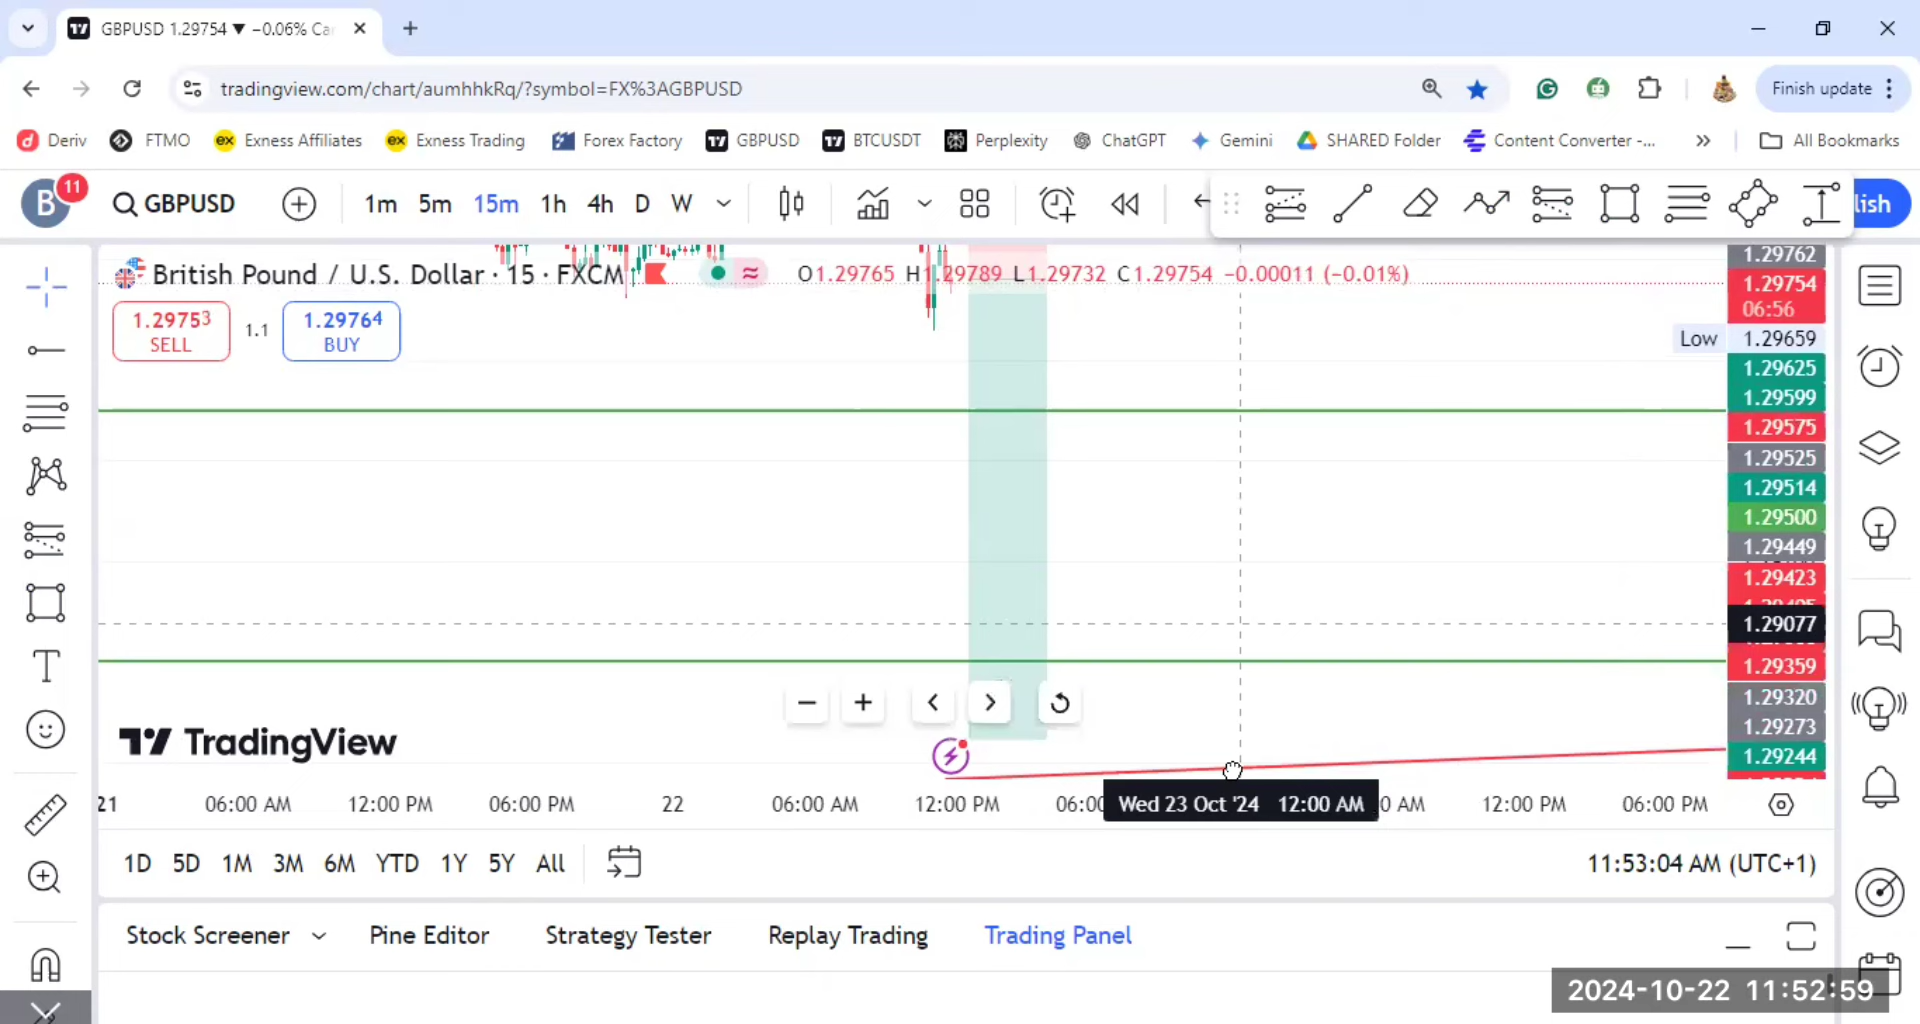 GBPUSD 1.29754 ▼ −0.06% Ca
tradingview.com/chart/aumhhkRq/?symbol=FX%3AGBPUSD
Finish update
Deriv
FTMO
Exness Affiliates
Exness Trading
Forex Factory
GBPUSD
BTCUSDT
Perplexity
ChatGPT
Gemini
SHARED Folder
Content Converter -...
All Bookmarks
B
11
GBPUSD
1m 5m 15m 1h 4h D W
lish
British Pound / U.S. Dollar · 15 · FXCM
O1.29765 H1.29789 L1.29732 C1.29754 −0.00011 (−0.01%)
1.29753
SELL
1.1
1.29764
BUY
1.29762
1.29754
06:56
Low 1.29659
1.29625
1.29599
1.29575
1.29525
1.29514
1.29500
1.29449
1.29423
1.29077
1.29359
1.29320
1.29273
1.29244
TradingView
21 06:00 AM 12:00 PM 06:00 PM 22 06:00 AM 12:00 PM 06:00 Wed 23 Oct '24 12:00 AM 0 AM 12:00 PM 06:00 PM
1D 5D 1M 3M 6M YTD 1Y 5Y All
11:53:04 AM (UTC+1)
Stock Screener
Pine Editor
Strategy Tester
Replay Trading
Trading Panel
2024-10-22 11:52:59